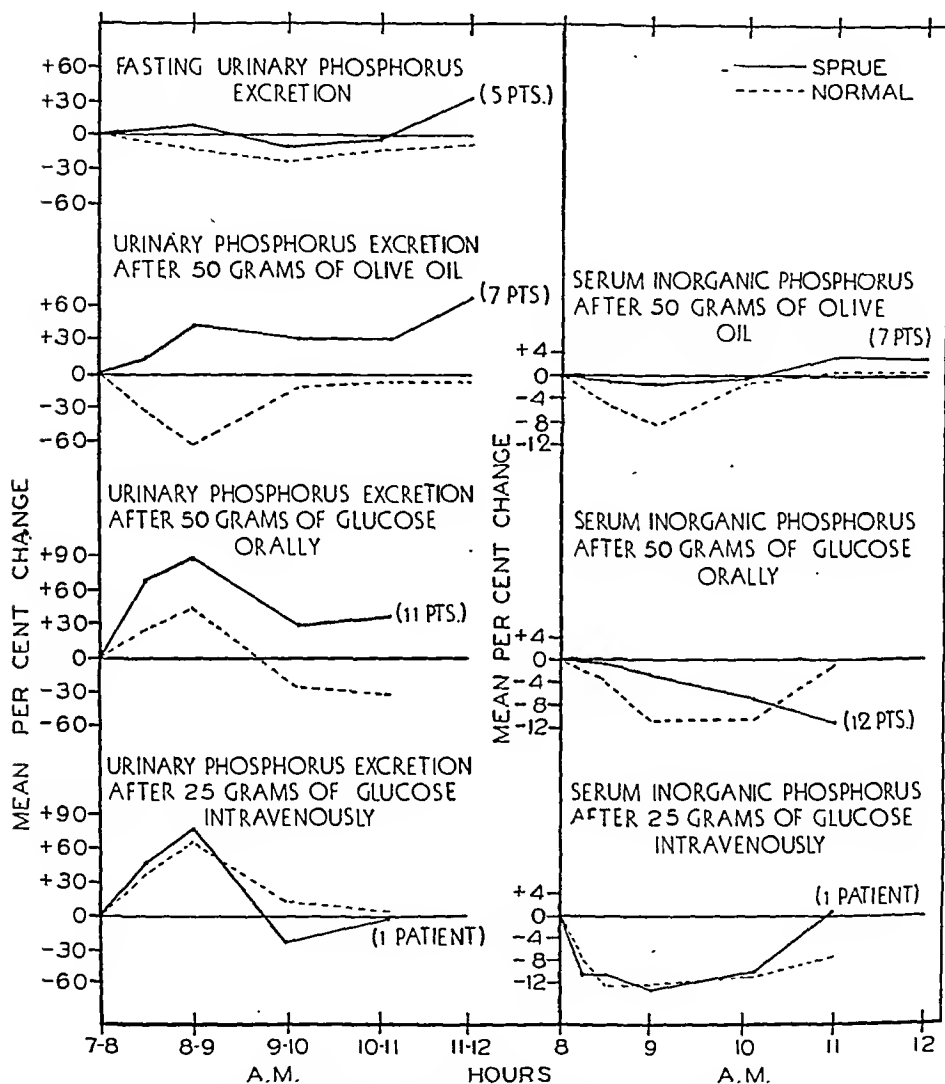 +60
+30
0
-30
-60
FASTING URINARY PHOSPHORUS
EXCRETION
(5 PTS.)
SPRUE
NORMAL
URINARY PHOSPHORUS EXCRETION
AFTER 50 GRAMS OF OLIVE OIL
+60
+30
0
-30
-60
(7 PTS)
SERUM INORGANIC PHOSPHORUS
AFTER 50 GRAMS OF OLIVE
OIL
(7 PTS)
+4
0
-4
-8
-12
URINARY PHOSPHORUS EXCRETION
AFTER 50 GRAMS OF GLUCOSE
ORALLY
+90
+60
+30
0
-30
-60
(11 PTS.)
SERUM INORGANIC PHOSPHORUS
AFTER 50 GRAMS OF GLUCOSE
ORALLY
+4
0
-4
-8
-12
(12 PTS.)
URINARY PHOSPHORUS EXCRETION
AFTER 25 GRAMS OF GLUCOSE
INTRAVENOUSLY
+90
+60
+30
0
-30
-60
(1 PATIENT)
SERUM INORGANIC PHOSPHORUS
AFTER 25 GRAMS OF GLUCOSE
INTRAVENOUSLY
+4
0
-4
-8
-12
(1 PATIENT)
MEAN PER CENT CHANGE
MEAN PER CENT CHANGE
7-8 8-9 9-10 10-11 11-12 8 9 10 11 12
A.M. HOURS A.M.